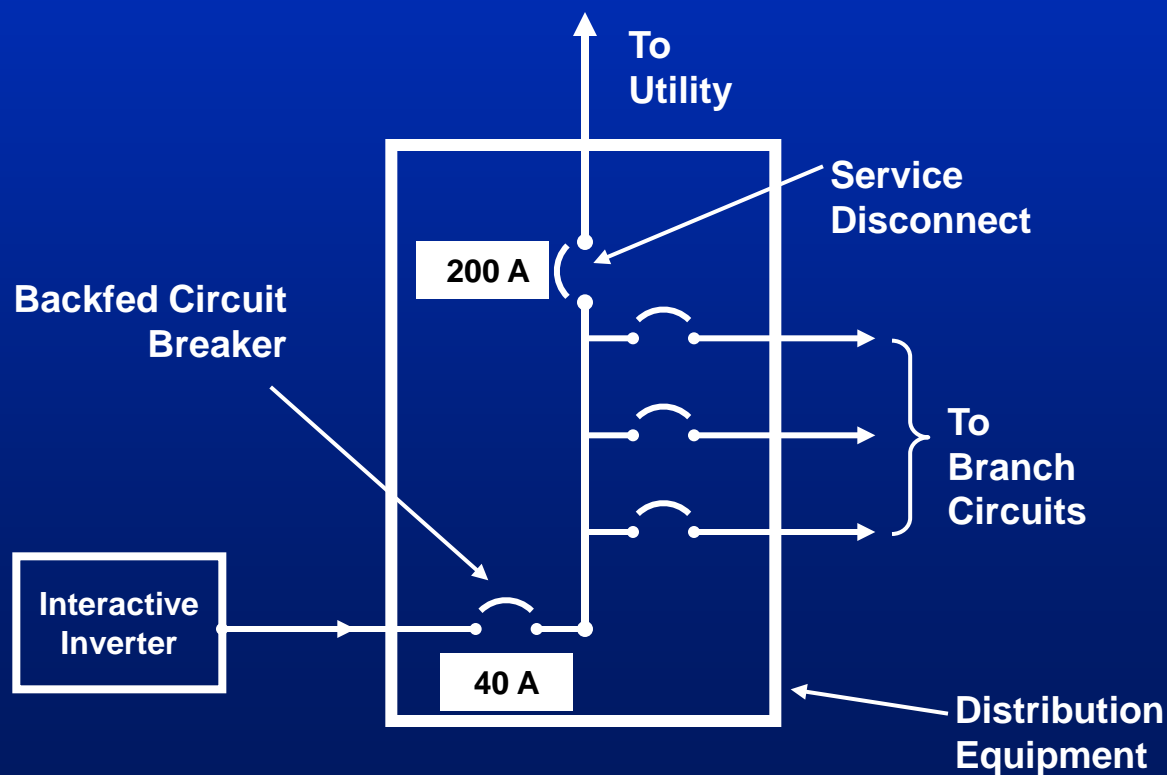 To
Utility
Service
Disconnect
200 A
Backfed Circuit
Breaker
To
Branch
Circuits
Interactive
Inverter
40 A
Distribution
Equipment